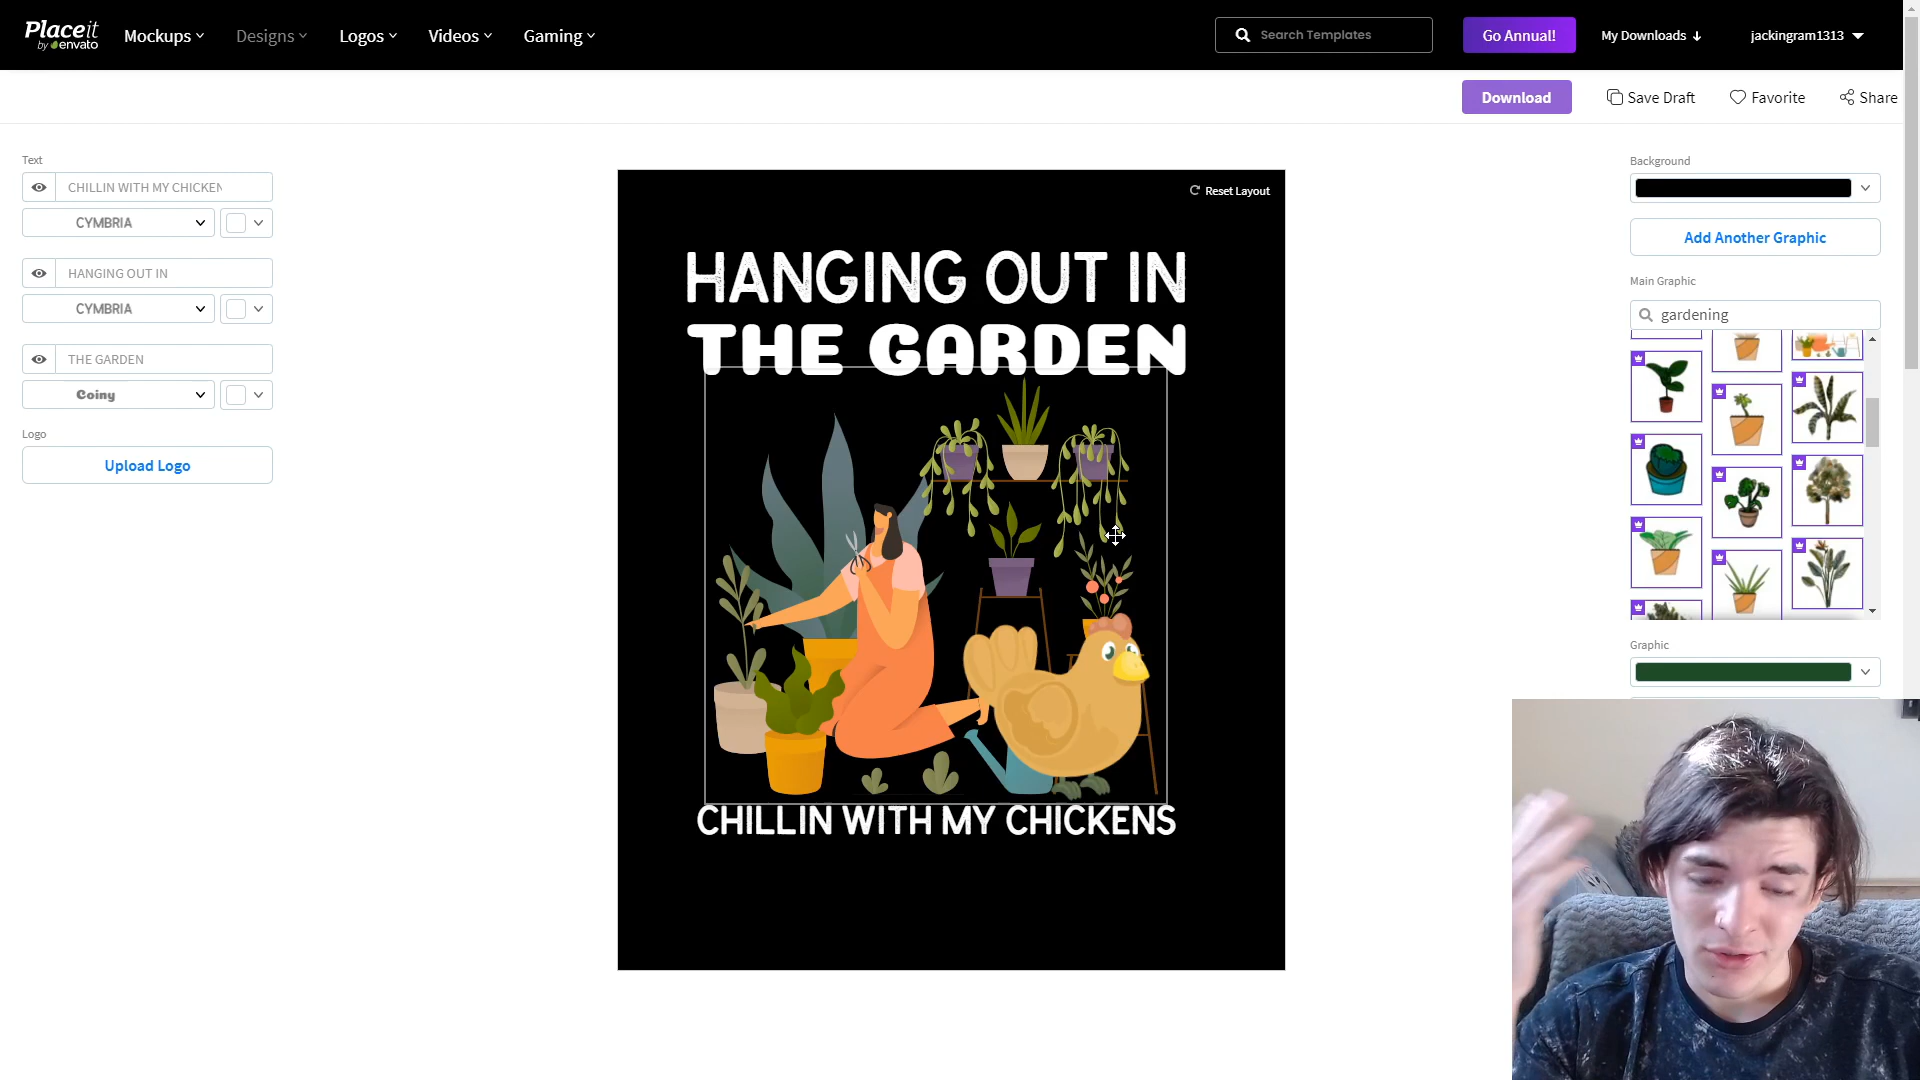 Placeit
by envato
Mockups
Designs
Logos
Videos
Gaming
Search Templates
Go Annual!
My Downloads
jackingram1313
Download
Save Draft
Favorite
Share
Text
CHILLIN WITH MY CHICKEN
CYMBRIA
HANGING OUT IN
CYMBRIA
THE GARDEN
Coiny
Logo
Upload Logo
Reset Layout
HANGING OUT IN
THE GARDEN
CHILLIN WITH MY CHICKENS
Background
Add Another Graphic
Main Graphic
gardening
Graphic